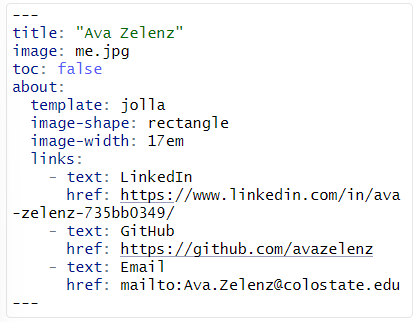 ---
title: "Ava Zelenz"
image: me.jpg
toc: false
about:
  template: jolla
  image-shape: rectangle
  image-width: 17em
  links:
    - text: LinkedIn
      href: https://www.linkedin.com/in/ava
-zelenz-735bb0349/
    - text: GitHub
      href: https://github.com/avazelenz
    - text: Email
      href: mailto:Ava.Zelenz@colostate.edu
---